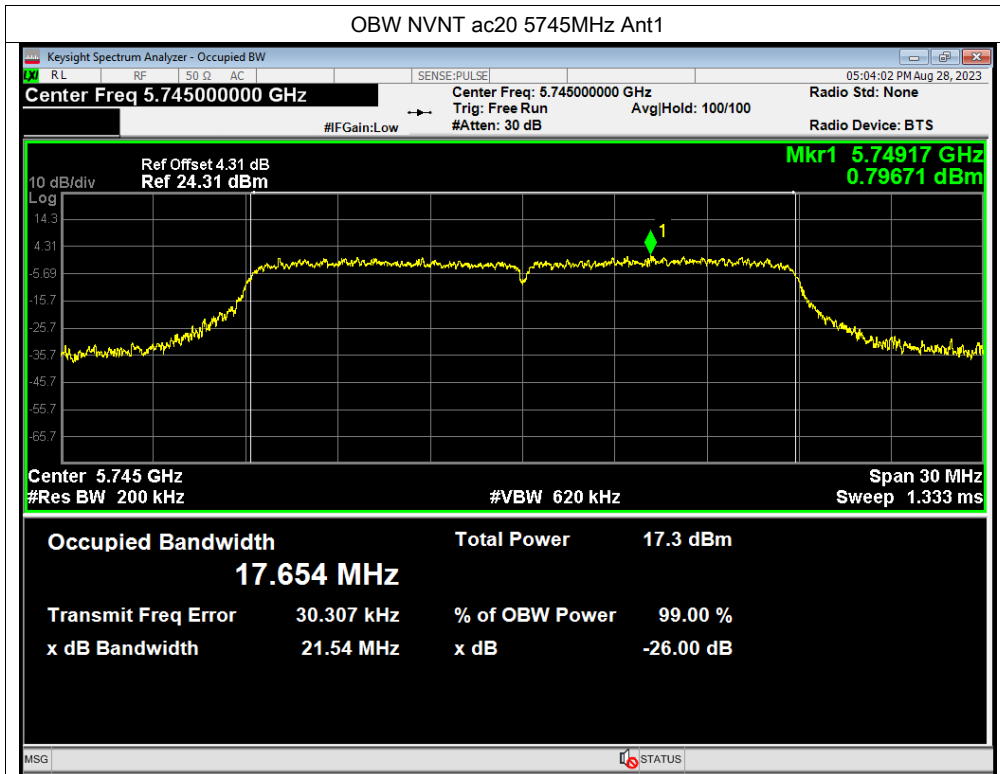 OBW NVNT ac20 5745MHz Ant1
Keysight Spectrum Analyzer - Occupied BW
LXI RL RF 50 Ω AC SENSE:PULSE 05:04:02 PM Aug 28, 2023
Center Freq 5.745000000 GHz Center Freq: 5.745000000 GHz Radio Std: None
Trig: Free Run Avg|Hold: 100/100
#IFGain:Low #Atten: 30 dB Radio Device: BTS
Mkr1 5.74917 GHz
Ref Offset 4.31 dB
10 dB/div Ref 24.31 dBm 0.79671 dBm
Log
14.3
1
4.31
-5.69
-15.7
-25.7
-35.7
-45.7
-55.7
-65.7
Center 5.745 GHz Span 30 MHz
#Res BW 200 kHz #VBW 620 kHz Sweep 1.333 ms
Occupied Bandwidth Total Power 17.3 dBm
17.654 MHz
Transmit Freq Error 30.307 kHz % of OBW Power 99.00 %
x dB Bandwidth 21.54 MHz x dB -26.00 dB
MSG STATUS